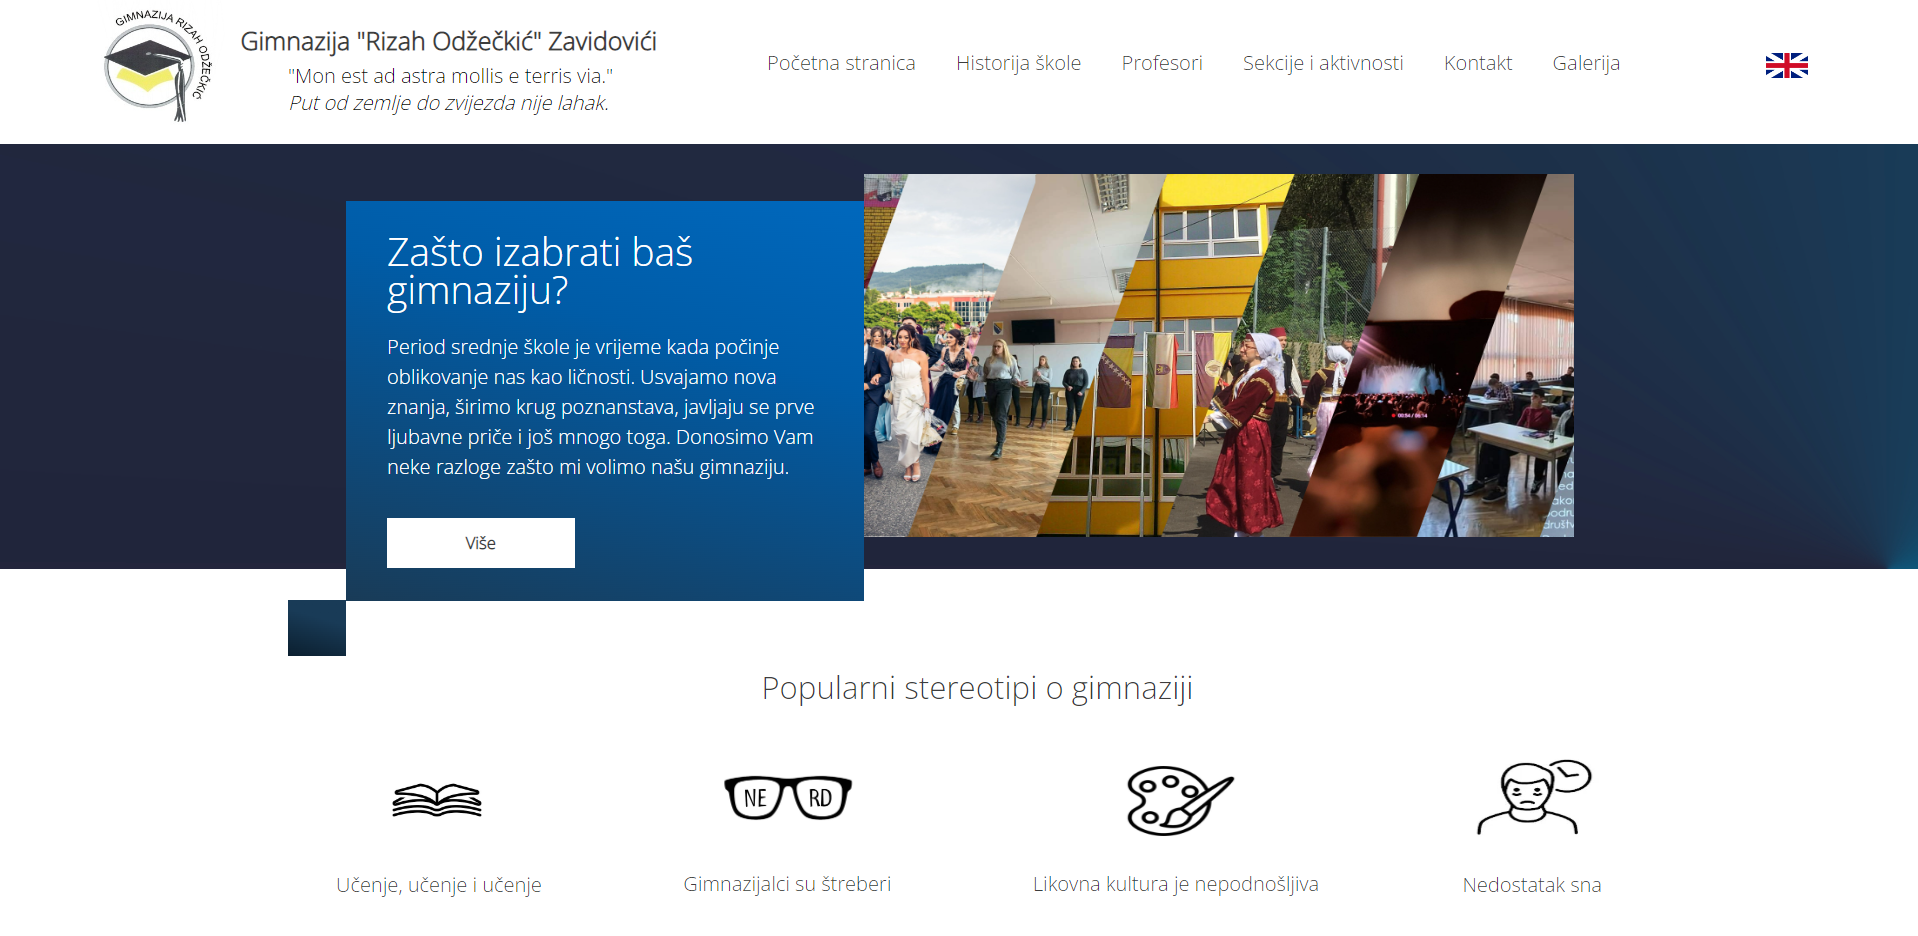 GIMNAZIJA RIZAH ODŽEČKIĆ
Gimnazija "Rizah Odžečkić" Zavidovići
"Mon est ad astra mollis e terris via."
Put od zemlje do zvijezda nije lahak.
Početna stranica
Historija škole
Profesori
Sekcije i aktivnosti
Kontakt
Galerija
Zašto izabrati baš
gimnaziju?
Period srednje škole je vrijeme kada počinje
oblikovanje nas kao ličnosti. Usvajamo nova
znanja, širimo krug poznanstava, javljaju se prve
ljubavne priče i još mnogo toga. Donosimo Vam
neke razloge zašto mi volimo našu gimnaziju.
Više
Popularni stereotipi o gimnaziji
NE RD
Učenje, učenje i učenje
Gimnazijalci su štreberi
Likovna kultura je nepodnošljiva
Nedostatak sna